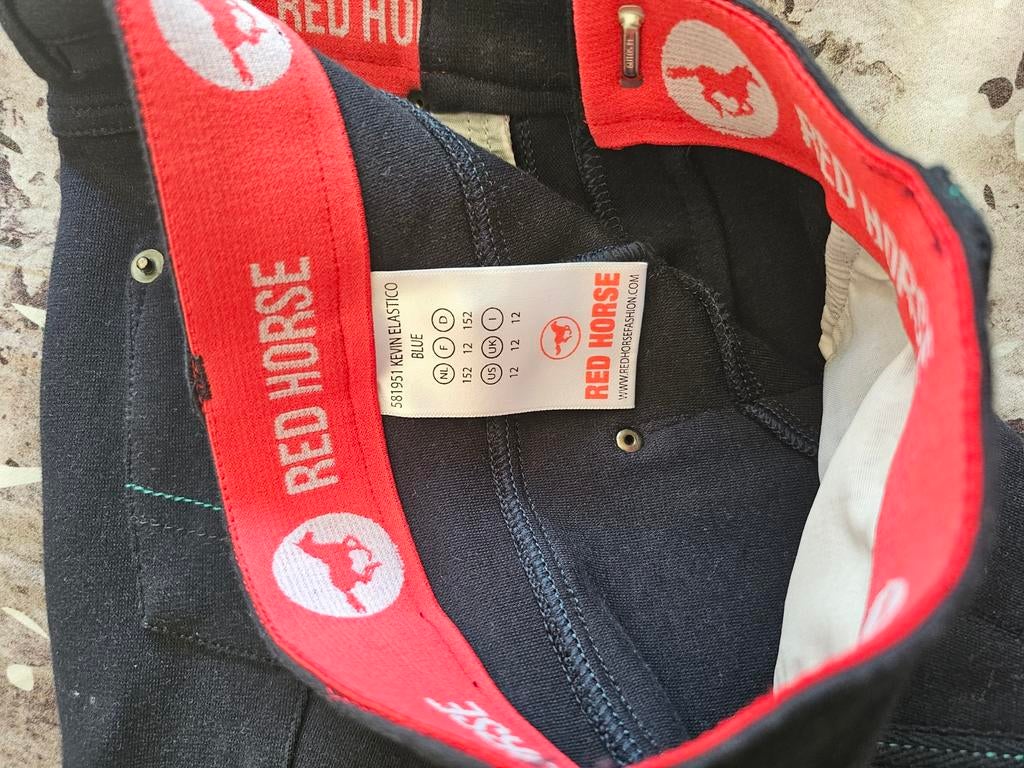 RED HO
RED HORSE
RED HORSE
581951 KEVIN ELASTICO
BLUE
NL F D
152 12 152
US UK I
12 12 12
RED HORSE
WWW.REDHORSEFASHION.COM